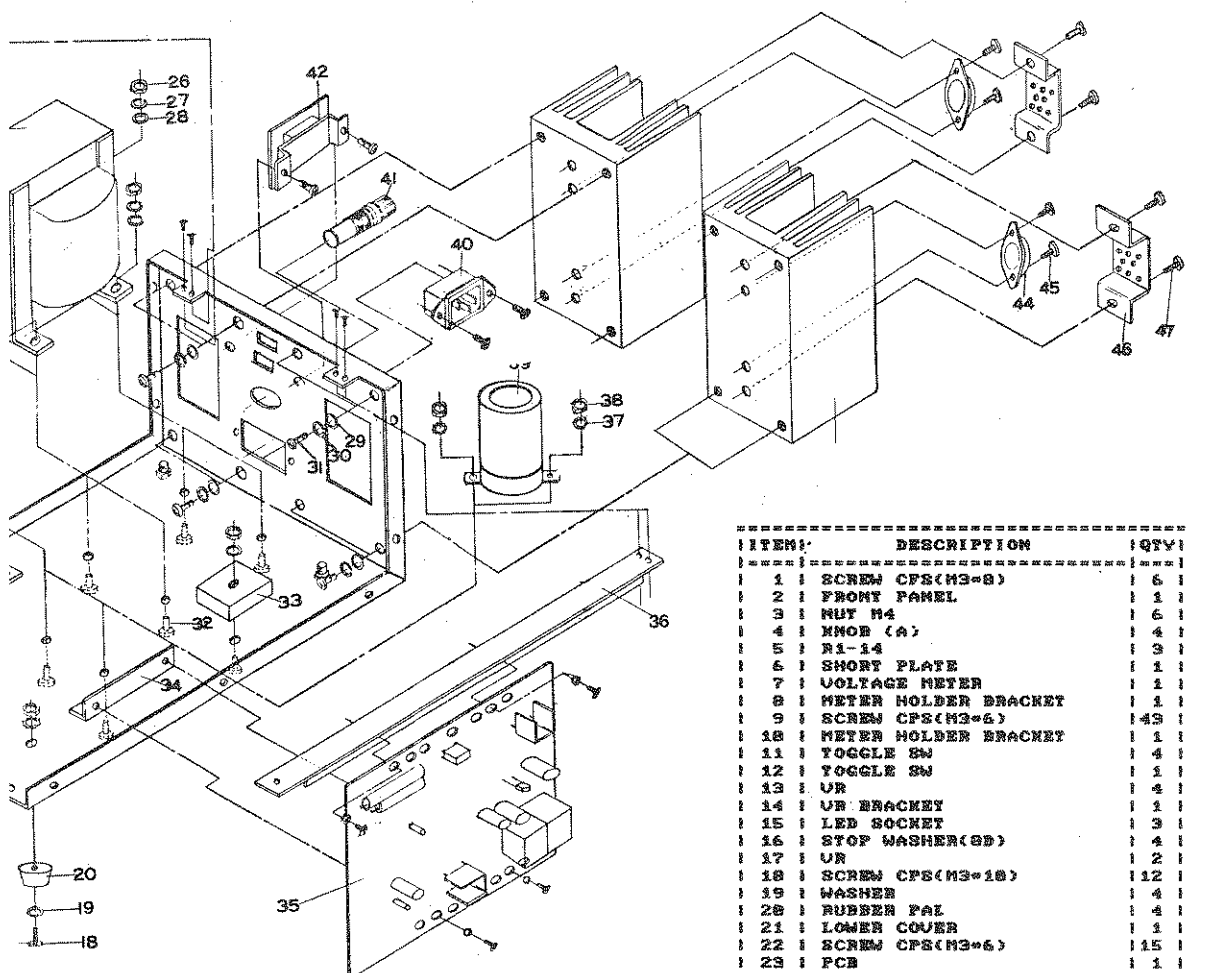 26
27
28
42
41
40
44
45
46
47
38
37
29
30
31
33
32
36
34
35
20
19
18
ITEM DESCRIPTION QTY
1 SCREW CPS(M3*8) 6
2 FRONT PANEL 1
3 NUT M4 6
4 KNOB (A) 4
5 R1-14 3
6 SHORT PLATE 1
7 VOLTAGE METER 1
8 METER HOLDER BRACKET 1
9 SCREW CPS(M3*6) 43
10 METER HOLDER BRACKET 1
11 TOGGLE SW 4
12 TOGGLE SW 1
13 VR 4
14 VR BRACKET 1
15 LED SOCKET 3
16 STOP WASHER(8D) 4
17 VR 2
18 SCREW CPS(M3*10) 12
19 WASHER 4
20 RUBBER PAL 4
21 LOWER COVER 1
22 SCREW CPS(M3*6) 15
23 PCB 1